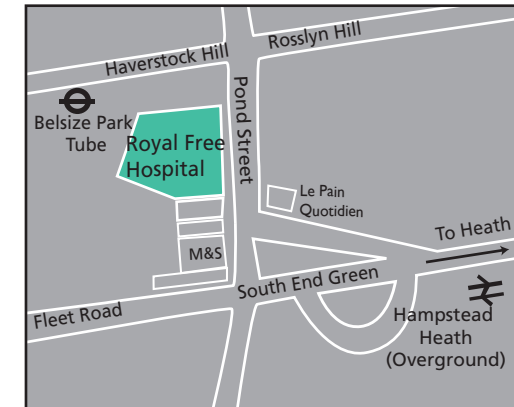 Haverstock Hill
Rosslyn Hill
Pond Street
Belsize Park
Tube
Royal Free
Hospital
Le Pain
Quotidien
M&S
To Heath
South End Green
Fleet Road
Hampstead
Heath
(Overground)